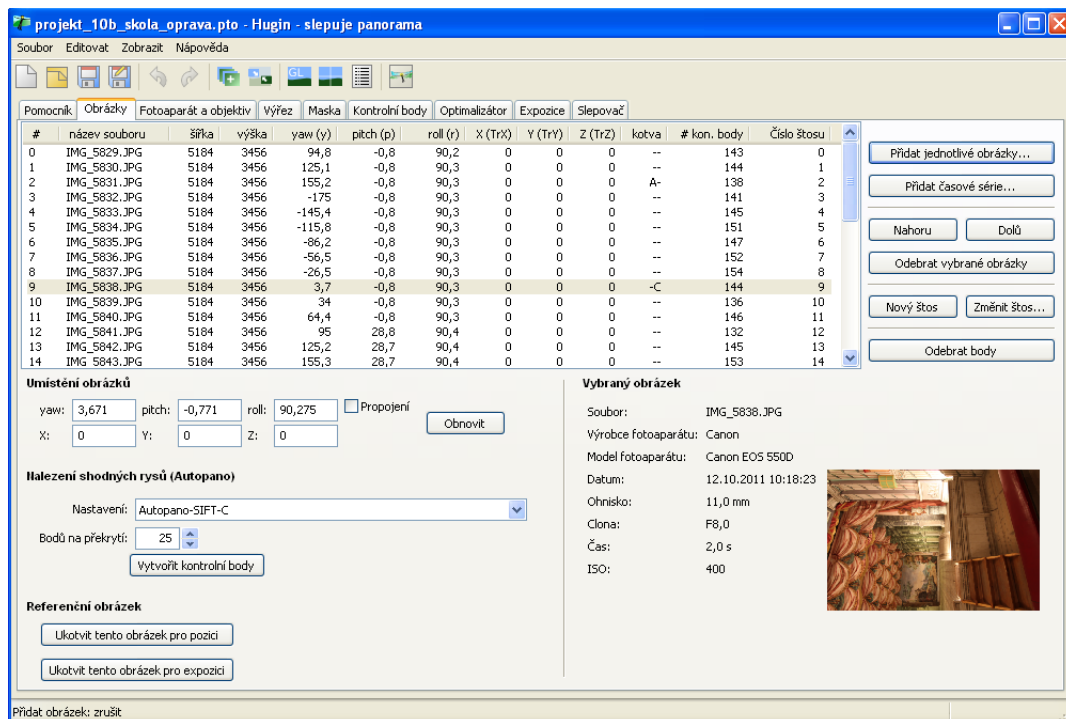 projekt_10b_skola_oprava.pto - Hugin - slepuje panorama
Soubor Editovat Zobrazit Nápověda
GL
Pomocník Obrázky Fotoaparát a objektiv Výřez Maska Kontrolní body Optimalizátor Expozice Slepovač
# název souboru šířka výška yaw (y) pitch (p) roll (r) X (TrX) Y (TrY) Z (TrZ) kotva # kon. body Číslo štosu
0 IMG_5829.JPG 5184 3456 94,8 -0,8 90,2 0 0 0 -- 143 0
1 IMG_5830.JPG 5184 3456 125,1 -0,8 90,3 0 0 0 -- 144 1
2 IMG_5831.JPG 5184 3456 155,2 -0,8 90,3 0 0 0 A- 138 2
3 IMG_5832.JPG 5184 3456 -175 -0,8 90,3 0 0 0 -- 141 3
4 IMG_5833.JPG 5184 3456 -145,4 -0,8 90,3 0 0 0 -- 145 4
5 IMG_5834.JPG 5184 3456 -115,8 -0,8 90,3 0 0 0 -- 151 5
6 IMG_5835.JPG 5184 3456 -86,2 -0,8 90,3 0 0 0 -- 147 6
7 IMG_5836.JPG 5184 3456 -56,5 -0,8 90,3 0 0 0 -- 152 7
8 IMG_5837.JPG 5184 3456 -26,5 -0,8 90,3 0 0 0 -- 154 8
9 IMG_5838.JPG 5184 3456 3,7 -0,8 90,3 0 0 0 -C 144 9
10 IMG_5839.JPG 5184 3456 34 -0,8 90,3 0 0 0 -- 136 10
11 IMG_5840.JPG 5184 3456 64,4 -0,8 90,3 0 0 0 -- 146 11
12 IMG_5841.JPG 5184 3456 95 28,8 90,4 0 0 0 -- 132 12
13 IMG_5842.JPG 5184 3456 125,2 28,7 90,4 0 0 0 -- 145 13
14 IMG_5843.JPG 5184 3456 155,3 28,7 90,4 0 0 0 -- 153 14
Přidat jednotlivé obrázky...
Přidat časové série...
Nahoru Dolů
Odebrat vybrané obrázky
Nový štos Změnit štos...
Odebrat body
Umístění obrázků
yaw: 3,671 pitch: -0,771 roll: 90,275 Propojení
X: 0 Y: 0 Z: 0
Obnovit
Nalezení shodných rysů (Autopano)
Nastavení: Autopano-SIFT-C
Bodů na překrytí: 25
Vytvořit kontrolní body
Referenční obrázek
Ukotvit tento obrázek pro pozici
Ukotvit tento obrázek pro expozici
Vybraný obrázek
Soubor: IMG_5838.JPG
Výrobce fotoaparátu: Canon
Model fotoaparátu: Canon EOS 550D
Datum: 12.10.2011 10:18:23
Ohnisko: 11,0 mm
Clona: F8,0
Čas: 2,0 s
ISO: 400
Přidat obrázek: zrušit